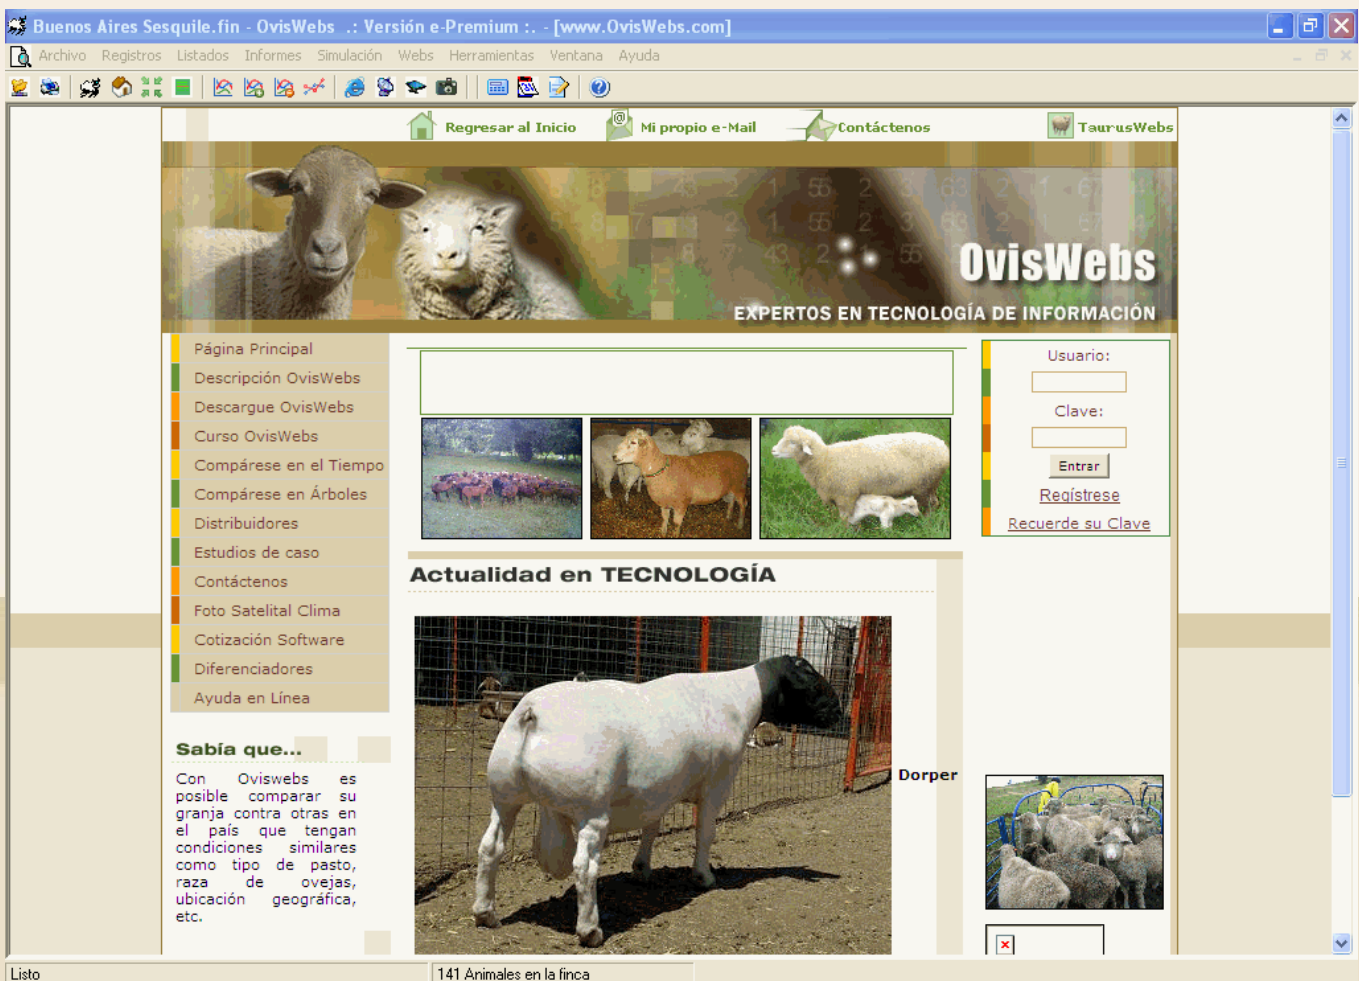 Buenos Aires Sesquile.fin - OvisWebs .: Versión e-Premium :. - [www.OvisWebs.com]
Archivo Registros Listados Informes Simulación Webs Herramientas Ventana Ayuda
Regresar al Inicio Mi propio e-Mail Contáctenos TaurusWebs
OvisWebs
EXPERTOS EN TECNOLOGÍA DE INFORMACIÓN
Página Principal
Descripción OvisWebs
Descargue OvisWebs
Curso OvisWebs
Compárese en el Tiempo
Compárese en Árboles
Distribuidores
Estudios de caso
Contáctenos
Foto Satelital Clima
Cotización Software
Diferenciadores
Ayuda en Línea
Sabía que...
Con Oviswebs es
posible comparar su
granja contra otras en
el país que tengan
condiciones similares
como tipo de pasto,
raza de ovejas,
ubicación geográfica,
etc.
Actualidad en TECNOLOGÍA
Dorper
Usuario:
Clave:
Entrar
Regístrese
Recuerde su Clave
Listo
141 Animales en la finca